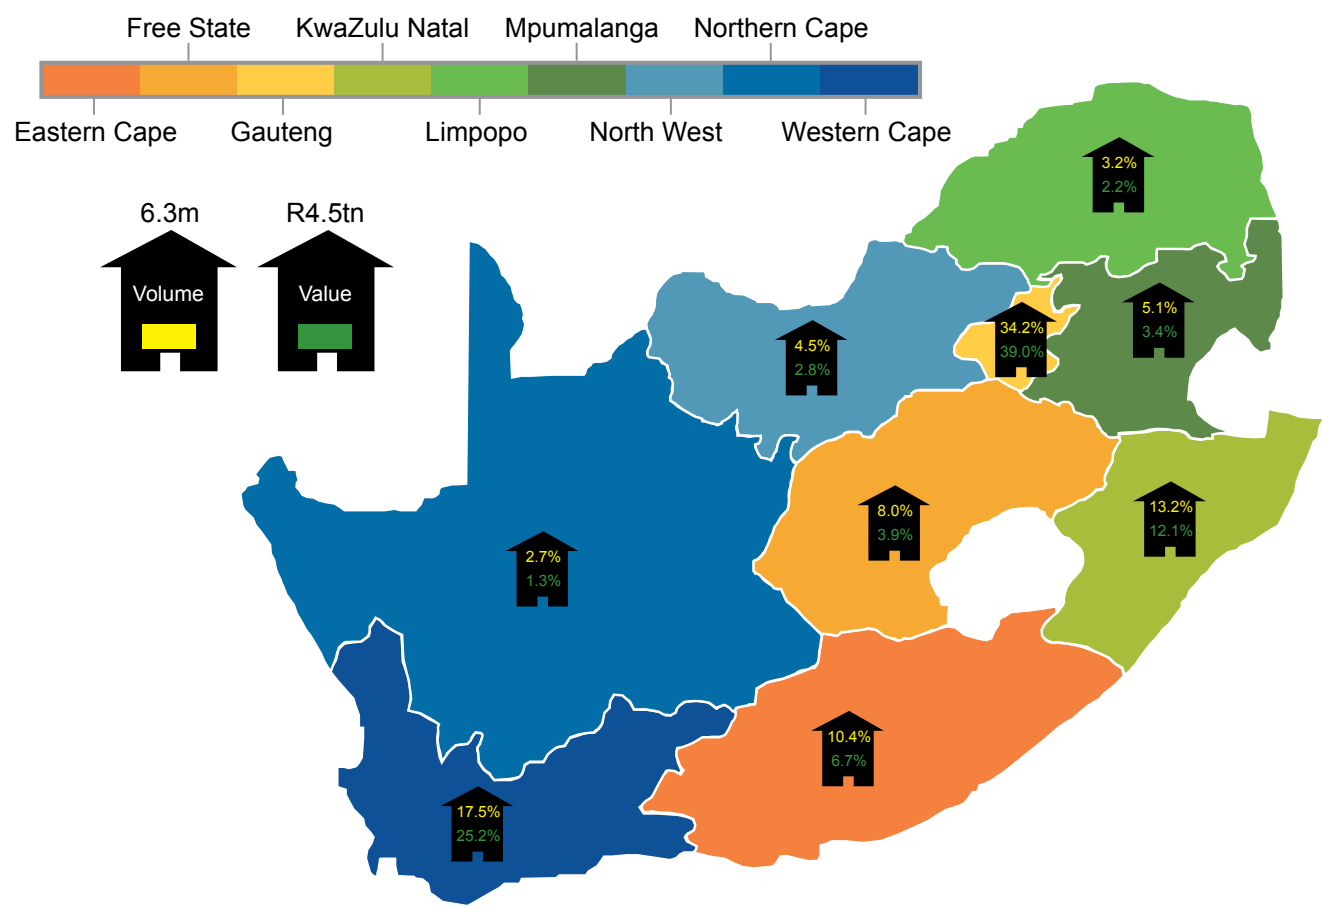 Free State
KwaZulu Natal
Mpumalanga
Northern Cape
Eastern Cape
Gauteng
Limpopo
North West
Western Cape
6.3m
Volume
R4.5tn
Value
3.2%
2.2%
5.1%
3.4%
34.2%
39.0%
4.5%
2.8%
8.0%
3.9%
13.2%
12.1%
2.7%
1.3%
10.4%
6.7%
17.5%
25.2%